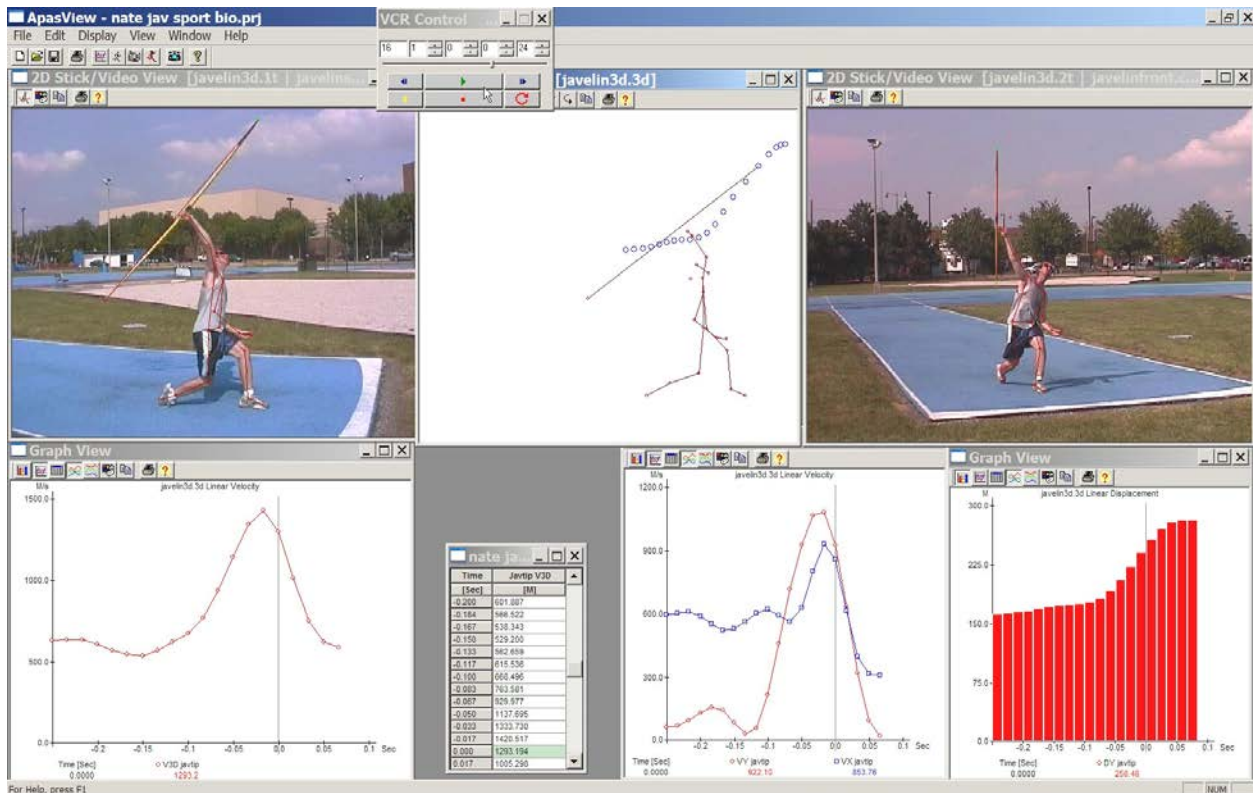 ApasView - nate jav sport bio.prj
File Edit Display View Window Help
VCR Control
16 1 0 0 24
2D Stick/Video View [javelin3d.1t | javelins...
[javelin3d.3d]
2D Stick/Video View [javelin3d.2t | javelinfront.
Graph View
M/s
javelin3d.3d Linear Velocity
1500.0
1000.0
500.0
0.0
-0.2 -0.15 -0.1 -0.05 0.0 0.05 0.1 Sec
Time [Sec] V3D javtip
0.0000 1293.2
nate ja...
Time Javtip V3D
[Sec] [M]
-0.200 601.887
-0.184 566.522
-0.167 538.343
-0.150 529.200
-0.133 562.659
-0.117 615.536
-0.100 668.495
-0.083 763.581
-0.067 929.977
-0.050 1137.695
-0.033 1333.730
-0.017 1420.517
0.000 1293.194
0.017 1005.290
M/s
javelin3d.3d Linear Velocity
1200.0
900.0
600.0
300.0
0.0
-0.2 -0.15 -0.1 -0.05 0.0 0.05 0.1 Sec
Time [Sec] VY javtip VX javtip
0.0000 922.10 853.76
Graph View
M
javelin3d.3d Linear Displacement
300.0
225.0
150.0
75.0
0.0
-0.2 -0.15 -0.1 -0.05 0.0 0.05 0.1 Sec
Time [Sec] DY javtip
0.0000 258.48
For Help, press F1
NUM